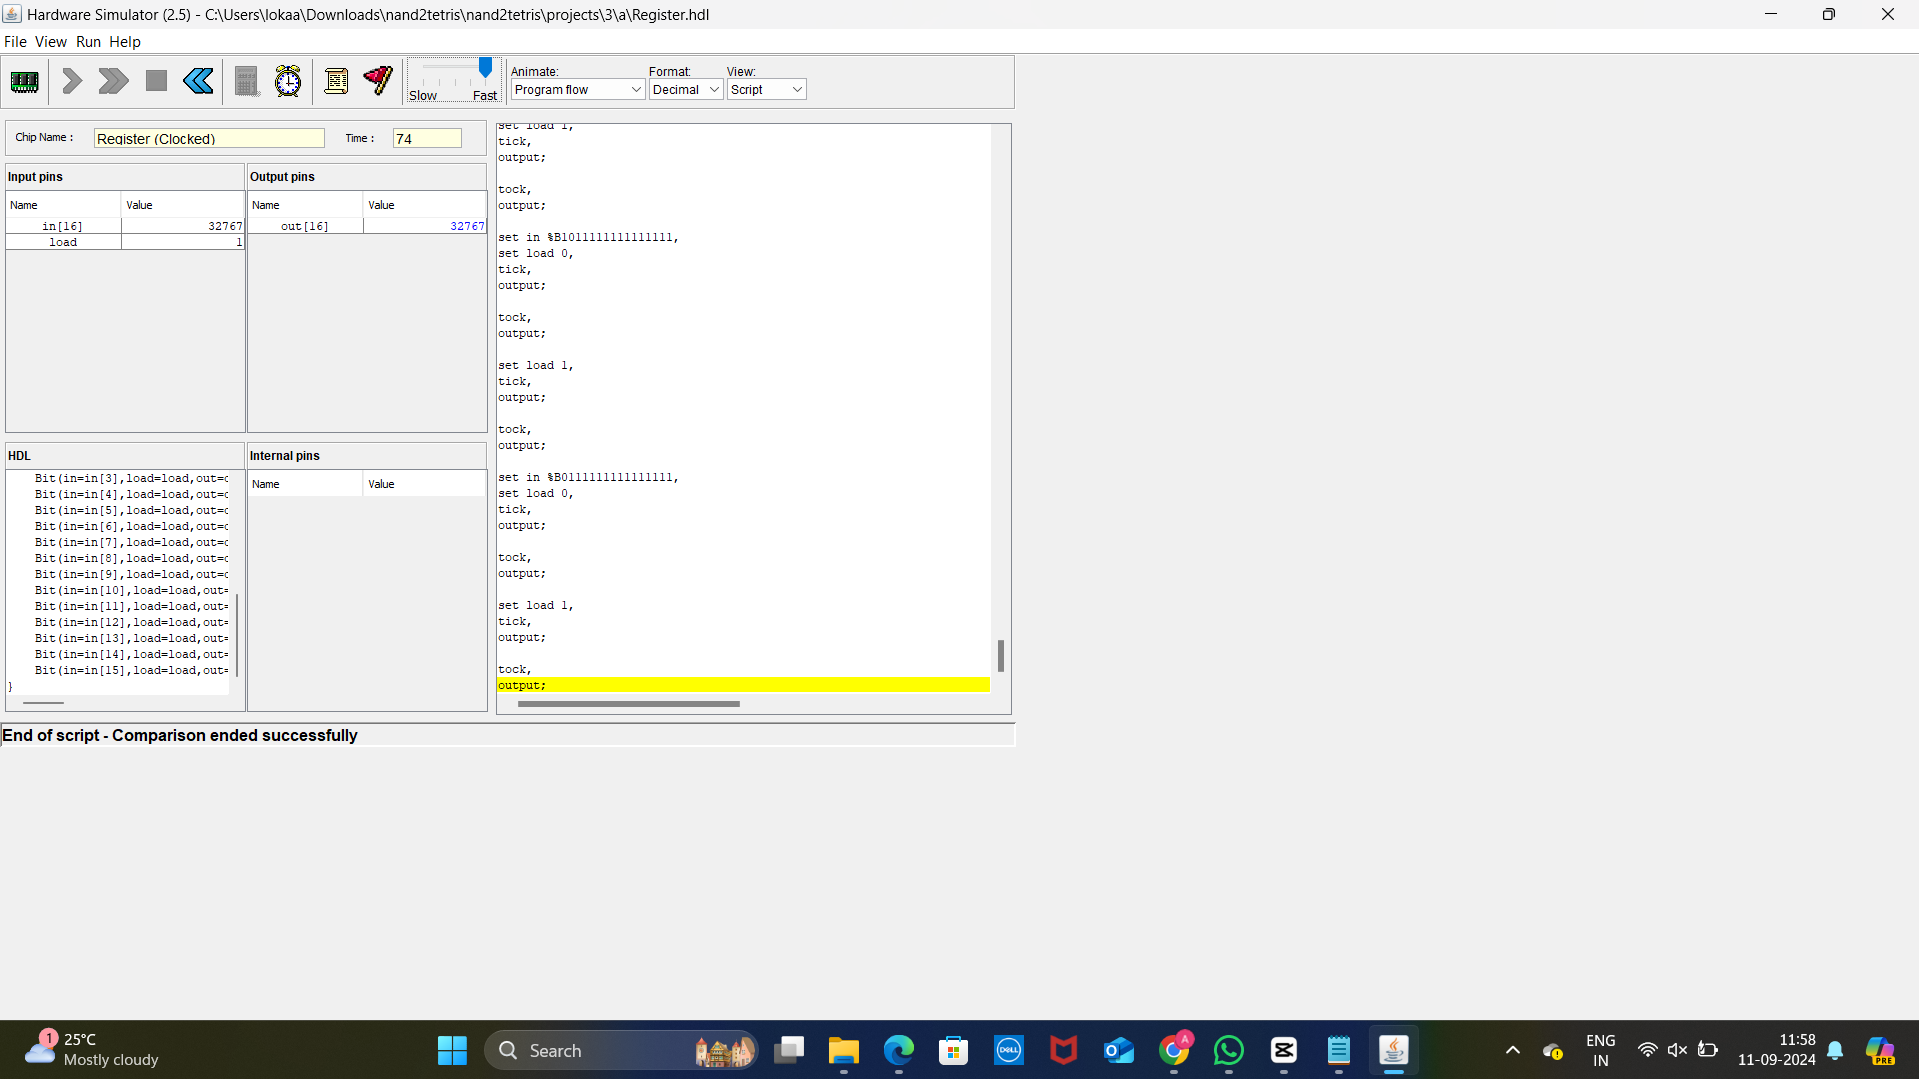 Hardware Simulator (2.5) - C:\Users\lokaa\Downloads\nand2tetris\nand2tetris\projects\3\a\Register.hdl
File View Run Help
Animate:
Format:
View:
Slow Fast
Program flow
Decimal
Script
Chip Name :
Register (Clocked)
Time :
74
Input pins
Name Value
in[16] 32767
load 1
Output pins
Name Value
out[16] 32767
HDL
Bit(in=in[3],load=load,out=
Bit(in=in[4],load=load,out=
Bit(in=in[5],load=load,out=
Bit(in=in[6],load=load,out=
Bit(in=in[7],load=load,out=
Bit(in=in[8],load=load,out=
Bit(in=in[9],load=load,out=
Bit(in=in[10],load=load,out=
Bit(in=in[11],load=load,out=
Bit(in=in[12],load=load,out=
Bit(in=in[13],load=load,out=
Bit(in=in[14],load=load,out=
Bit(in=in[15],load=load,out=
}
Internal pins
Name Value
set load 1,
tick,
output;
tock,
output;
set in %B1011111111111111,
set load 0,
tick,
output;
tock,
output;
set load 1,
tick,
output;
tock,
output;
set in %B0111111111111111,
set load 0,
tick,
output;
tock,
output;
set load 1,
tick,
output;
tock,
output;
End of script - Comparison ended successfully
1
25°C
Mostly cloudy
Search
DELL
A
ENG
IN
11:58
11-09-2024
PRE